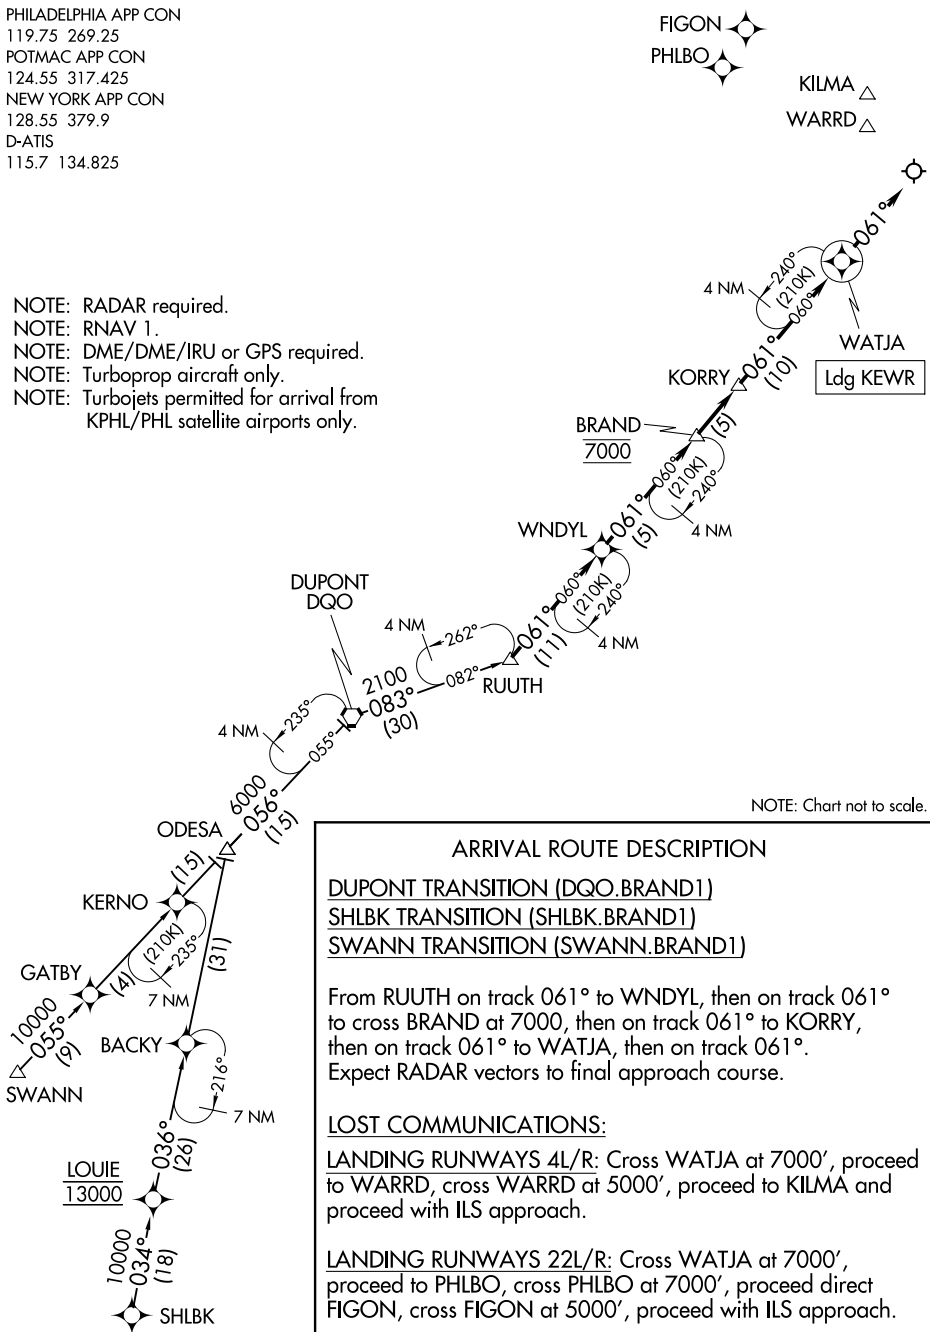 PHILADELPHIA APP CON
119.75 269.25
POTMAC APP CON
124.55 317.425
NEW YORK APP CON
128.55 379.9
D-ATIS
115.7 134.825
FIGON
PHLBO
KILMA
WARRD
NOTE: RADAR required.
NOTE: RNAV 1.
NOTE: DME/DME/IRU or GPS required.
NOTE: Turboprop aircraft only.
NOTE: Turbojets permitted for arrival from
KPHL/PHL satellite airports only.
061°
240°
(210K)
060°
4 NM
WATJA
Ldg KEWR
KORRY
061°
(10)
BRAND
7000
(5)
060°
(210K)
240°
4 NM
WNDYL
061°
(5)
060°
(210K)
240°
4 NM
DUPONT
DQO
4 NM
262°
082°
061°
(11)
RUUTH
2100
083°
(30)
4 NM
235°
055°
6000
056°
(15)
ODESA
NOTE: Chart not to scale.
(15)
KERNO
(210K)
235°
7 NM
(31)
GATBY
(4)
10000
055°
(9)
SWANN
BACKY
216°
7 NM
036°
(26)
LOUIE
13000
10000
034°
(18)
SHLBK
ARRIVAL ROUTE DESCRIPTION
DUPONT TRANSITION (DQO.BRAND1)
SHLBK TRANSITION (SHLBK.BRAND1)
SWANN TRANSITION (SWANN.BRAND1)
From RUUTH on track 061° to WNDYL, then on track 061°
to cross BRAND at 7000, then on track 061° to KORRY,
then on track 061° to WATJA, then on track 061°.
Expect RADAR vectors to final approach course.
LOST COMMUNICATIONS:
LANDING RUNWAYS 4L/R: Cross WATJA at 7000′, proceed
to WARRD, cross WARRD at 5000′, proceed to KILMA and
proceed with ILS approach.
LANDING RUNWAYS 22L/R: Cross WATJA at 7000′,
proceed to PHLBO, cross PHLBO at 7000′, proceed direct
FIGON, cross FIGON at 5000′, proceed with ILS approach.